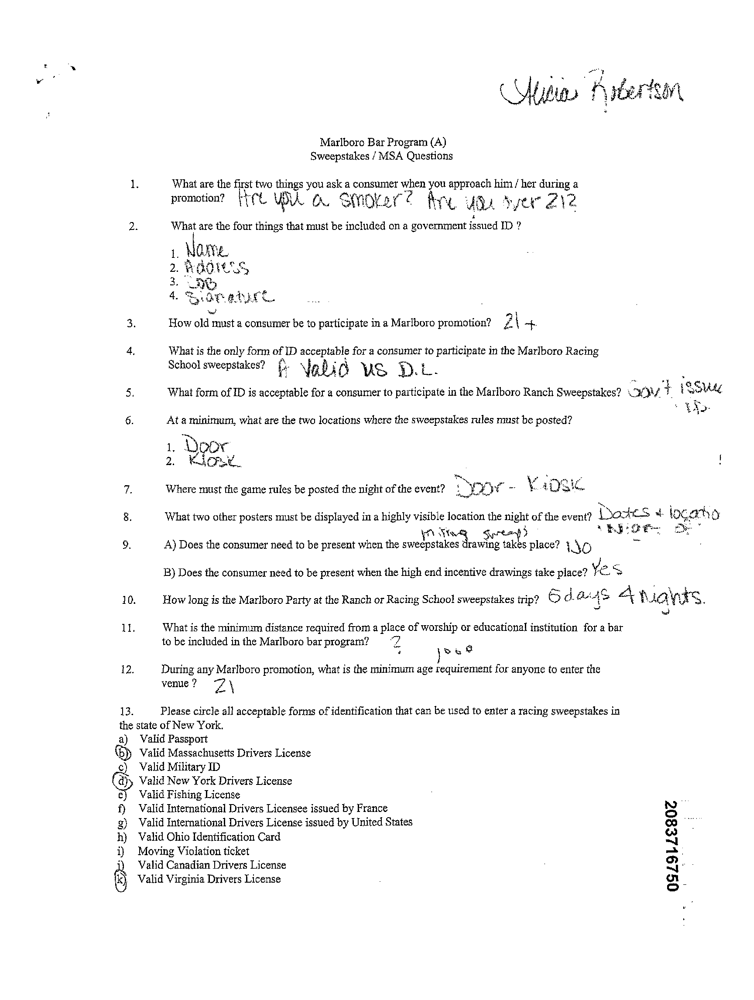 Alicia Robertson
Marlboro Bar Program (A)
Sweepstakes / MSA Questions
1. What are the first two things you ask a consumer when you approach him / her during a
promotion? Are you a smoker? Are you over 21?
2. What are the four things that must be included on a government issued ID ?
1. Name
2. Address
3. DOB
4. Signature
3. How old must a consumer be to participate in a Marlboro promotion? 21 +
4. What is the only form of ID acceptable for a consumer to participate in the Marlboro Racing
School sweepstakes? A Valid US D.L.
5. What form of ID is acceptable for a consumer to participate in the Marlboro Ranch Sweepstakes? Gov't issue
ID.
6. At a minimum, what are the two locations where the sweepstakes rules must be posted?
1. Door
2. Kiosk
7. Where must the game rules be posted the night of the event? Door - Kiosk
8. What two other posters must be displayed in a highly visible location the night of the event? Dates + locatio
sweeps
9. A) Does the consumer need to be present when the sweepstakes drawing takes place? No
B) Does the consumer need to be present when the high end incentive drawings take place? Yes
10. How long is the Marlboro Party at the Ranch or Racing School sweepstakes trip? 6 days 4 nights.
11. What is the minimum distance required from a place of worship or educational institution for a bar
to be included in the Marlboro bar program? ? 1000
12. During any Marlboro promotion, what is the minimum age requirement for anyone to enter the
venue ? 21
13. Please circle all acceptable forms of identification that can be used to enter a racing sweepstakes in
the state of New York.
a) Valid Passport
b) Valid Massachusetts Drivers License
c) Valid Military ID
d) Valid New York Drivers License
e) Valid Fishing License
f) Valid International Drivers Licensee issued by France
g) Valid International Drivers License issued by United States
h) Valid Ohio Identification Card
i) Moving Violation ticket
j) Valid Canadian Drivers License
k) Valid Virginia Drivers License
2083716750